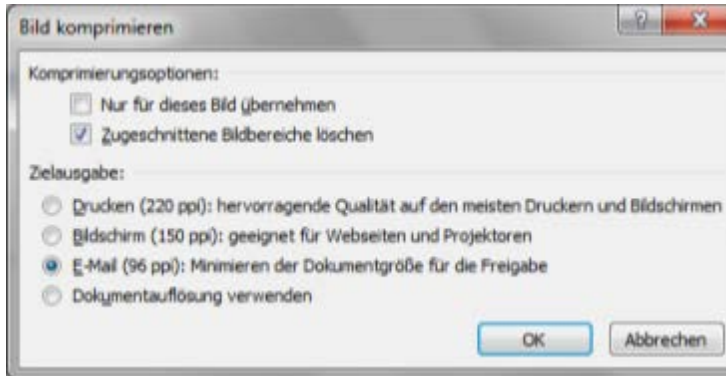 Bild komprimieren
Komprimierungsoptionen:
Nur für dieses Bild übernehmen
Zugeschnittene Bildbereiche löschen
Zielausgabe:
Drucken (220 ppi): hervorragende Qualität auf den meisten Druckern und Bildschirmen
Bildschirm (150 ppi): geeignet für Webseiten und Projektoren
E-Mail (96 ppi): Minimieren der Dokumentgröße für die Freigabe
Dokumentauflösung verwenden
OK Abbrechen